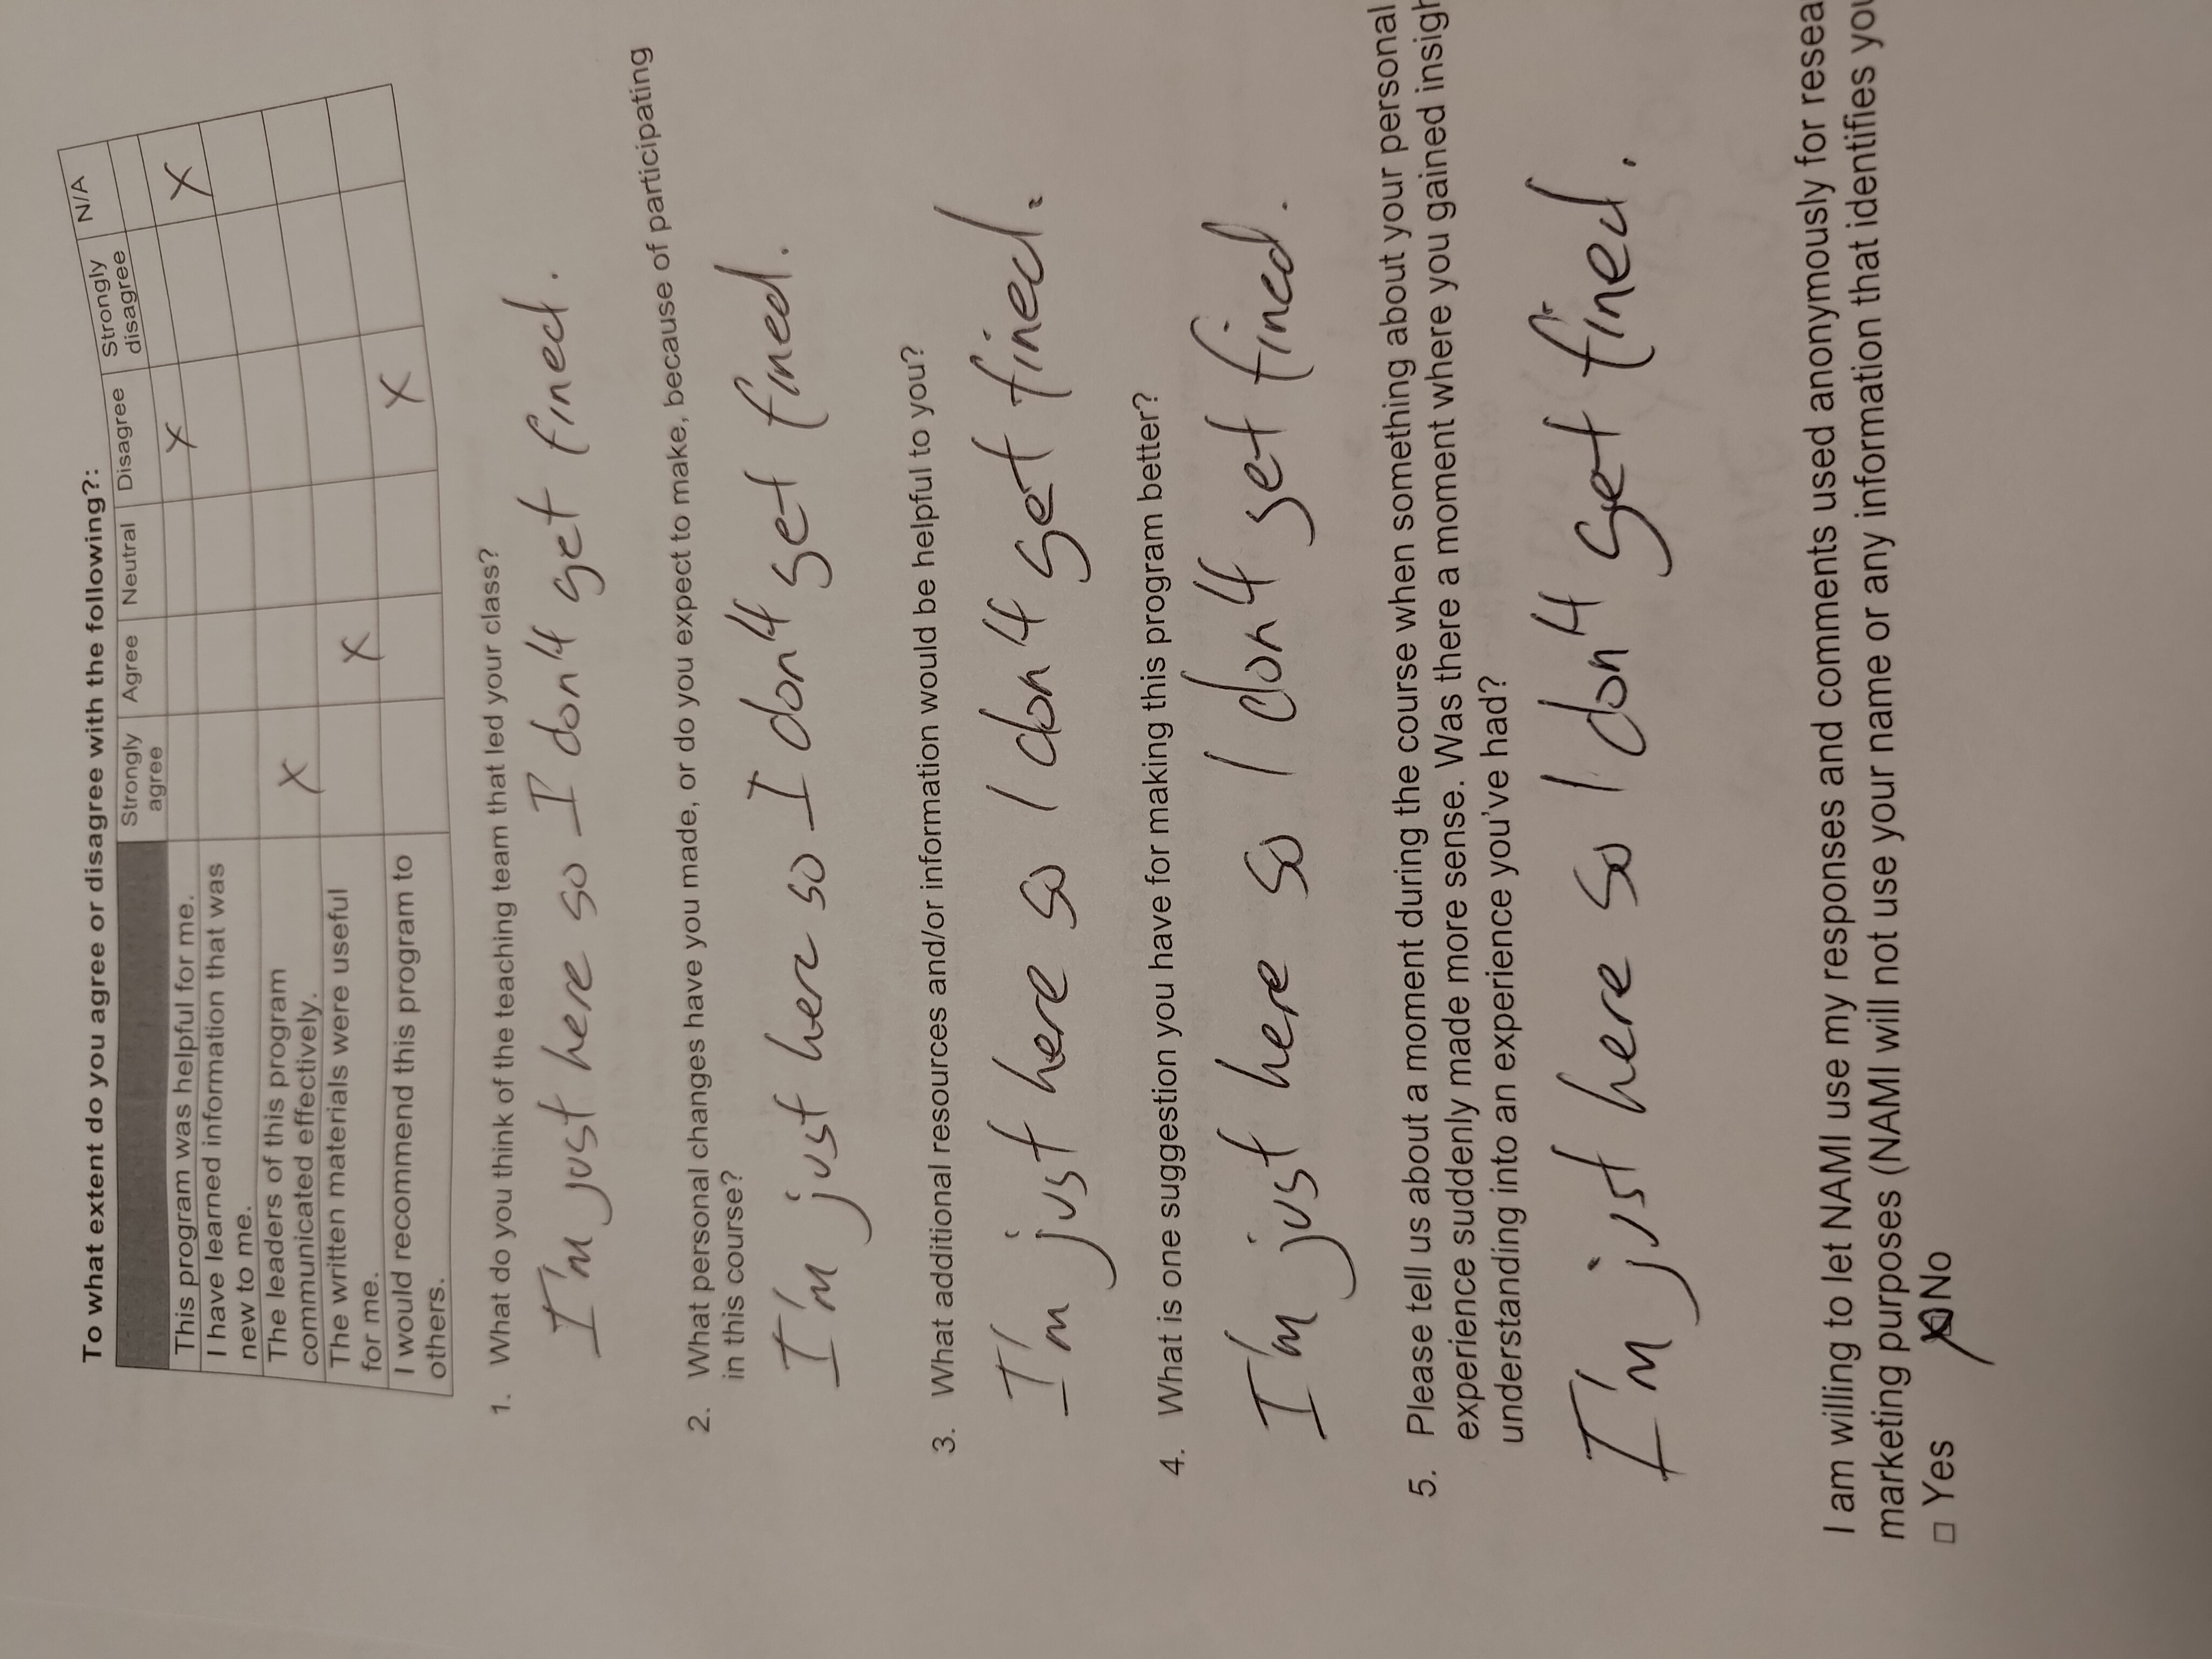 To what extent do you agree or disagree with the following?:
Strongly agree Agree Neutral Disagree Strongly disagree N/A
This program was helpful for me. X
I have learned information that was
new to me. X
The leaders of this program
communicated effectively. X
The written materials were useful
for me. X
I would recommend this program to
others. X
1. What do you think of the teaching team that led your class?
I'm just here so I don't get fined.
2. What personal changes have you made, or do you expect to make, because of participating
in this course?
I'm just here so I don't get fined.
3. What additional resources and/or information would be helpful to you?
I'm just here so I don't get fined.
4. What is one suggestion you have for making this program better?
I'm just here so I don't get fined.
5. Please tell us about a moment during the course when something about your personal
experience suddenly made more sense. Was there a moment where you gained
understanding into an experience you've had?
I'm just here so I don't get fined.
I am willing to let NAMI use my responses and comments used anonymously for
marketing purposes (NAMI will not use your name or any information that identifies
□ Yes ☒ No